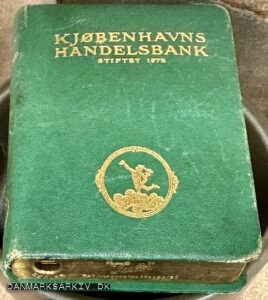 KJØBENHAVNS
HANDELSBANK
STIFTET 1873
DANMARKSARKIV.DK